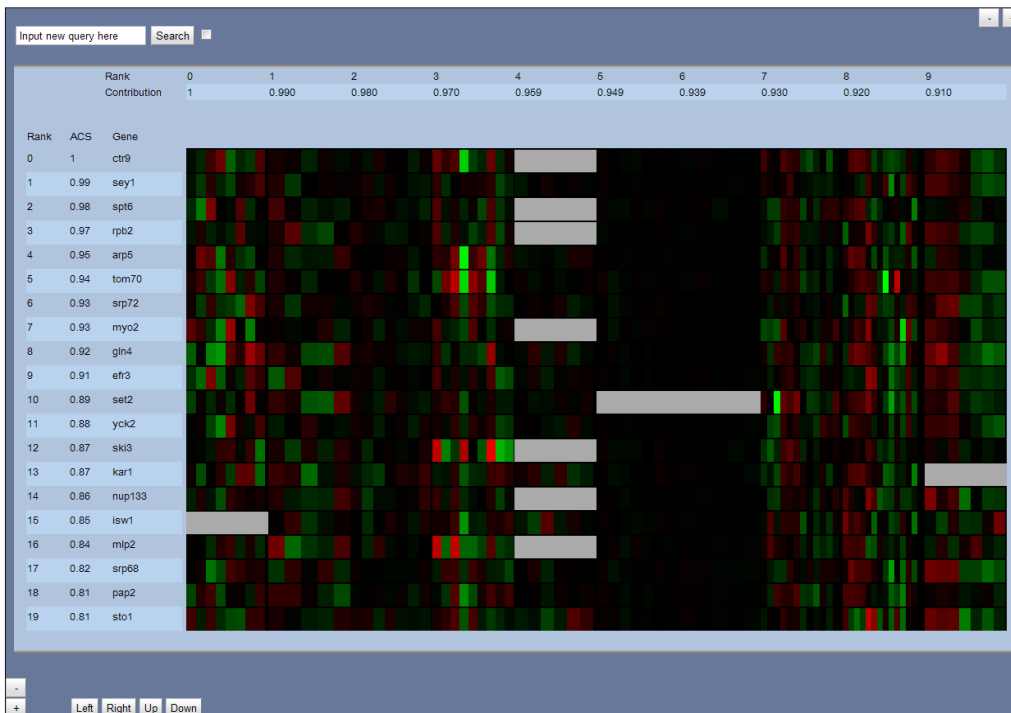 - 
Input new query here Search
Rank 0 1 2 3 4 5 6 7 8 9
Contribution 1 0.990 0.980 0.970 0.959 0.949 0.939 0.930 0.920 0.910
Rank ACS Gene
0 1 ctr9
1 0.99 sey1
2 0.98 spt6
3 0.97 rpb2
4 0.95 arp5
5 0.94 tom70
6 0.93 srp72
7 0.93 myo2
8 0.92 gln4
9 0.91 efr3
10 0.89 set2
11 0.88 yck2
12 0.87 ski3
13 0.87 kar1
14 0.86 nup133
15 0.85 isw1
16 0.84 mlp2
17 0.82 srp68
18 0.81 pap2
19 0.81 sto1
-
+ Left Right Up Down